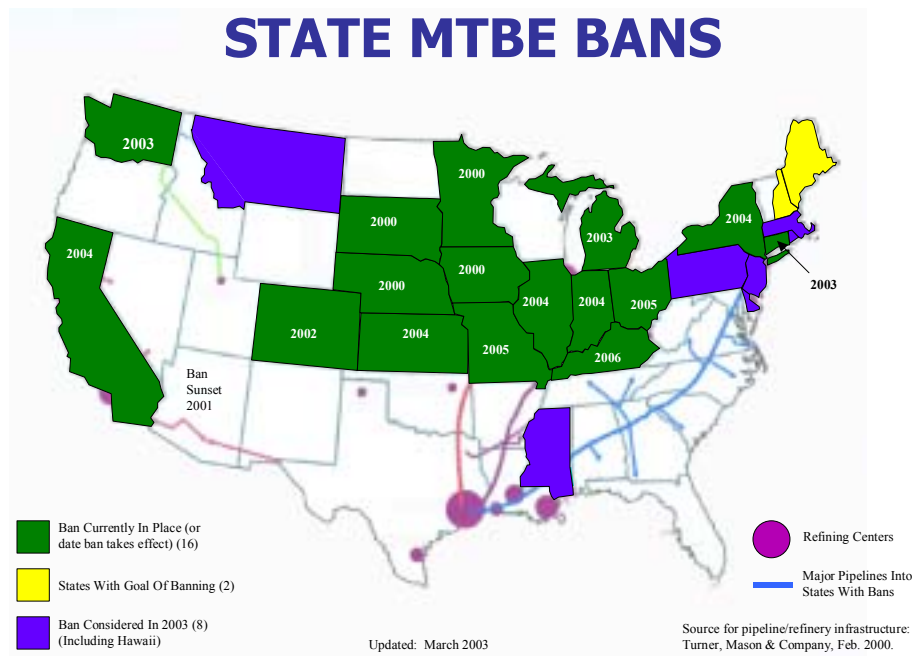 STATE MTBE BANS
2003
2000
2004
2000
2004
2003
2000
2000
2004
2004
2005
2003
2002
2004
2005
2006
Ban
Sunset
2001
Ban Currently In Place (or
date ban takes effect) (16)
States With Goal Of Banning (2)
Ban Considered In 2003 (8)
(Including Hawaii)
Updated: March 2003
Refining Centers
Major Pipelines Into
States With Bans
Source for pipeline/refinery infrastructure:
Turner, Mason & Company, Feb. 2000.